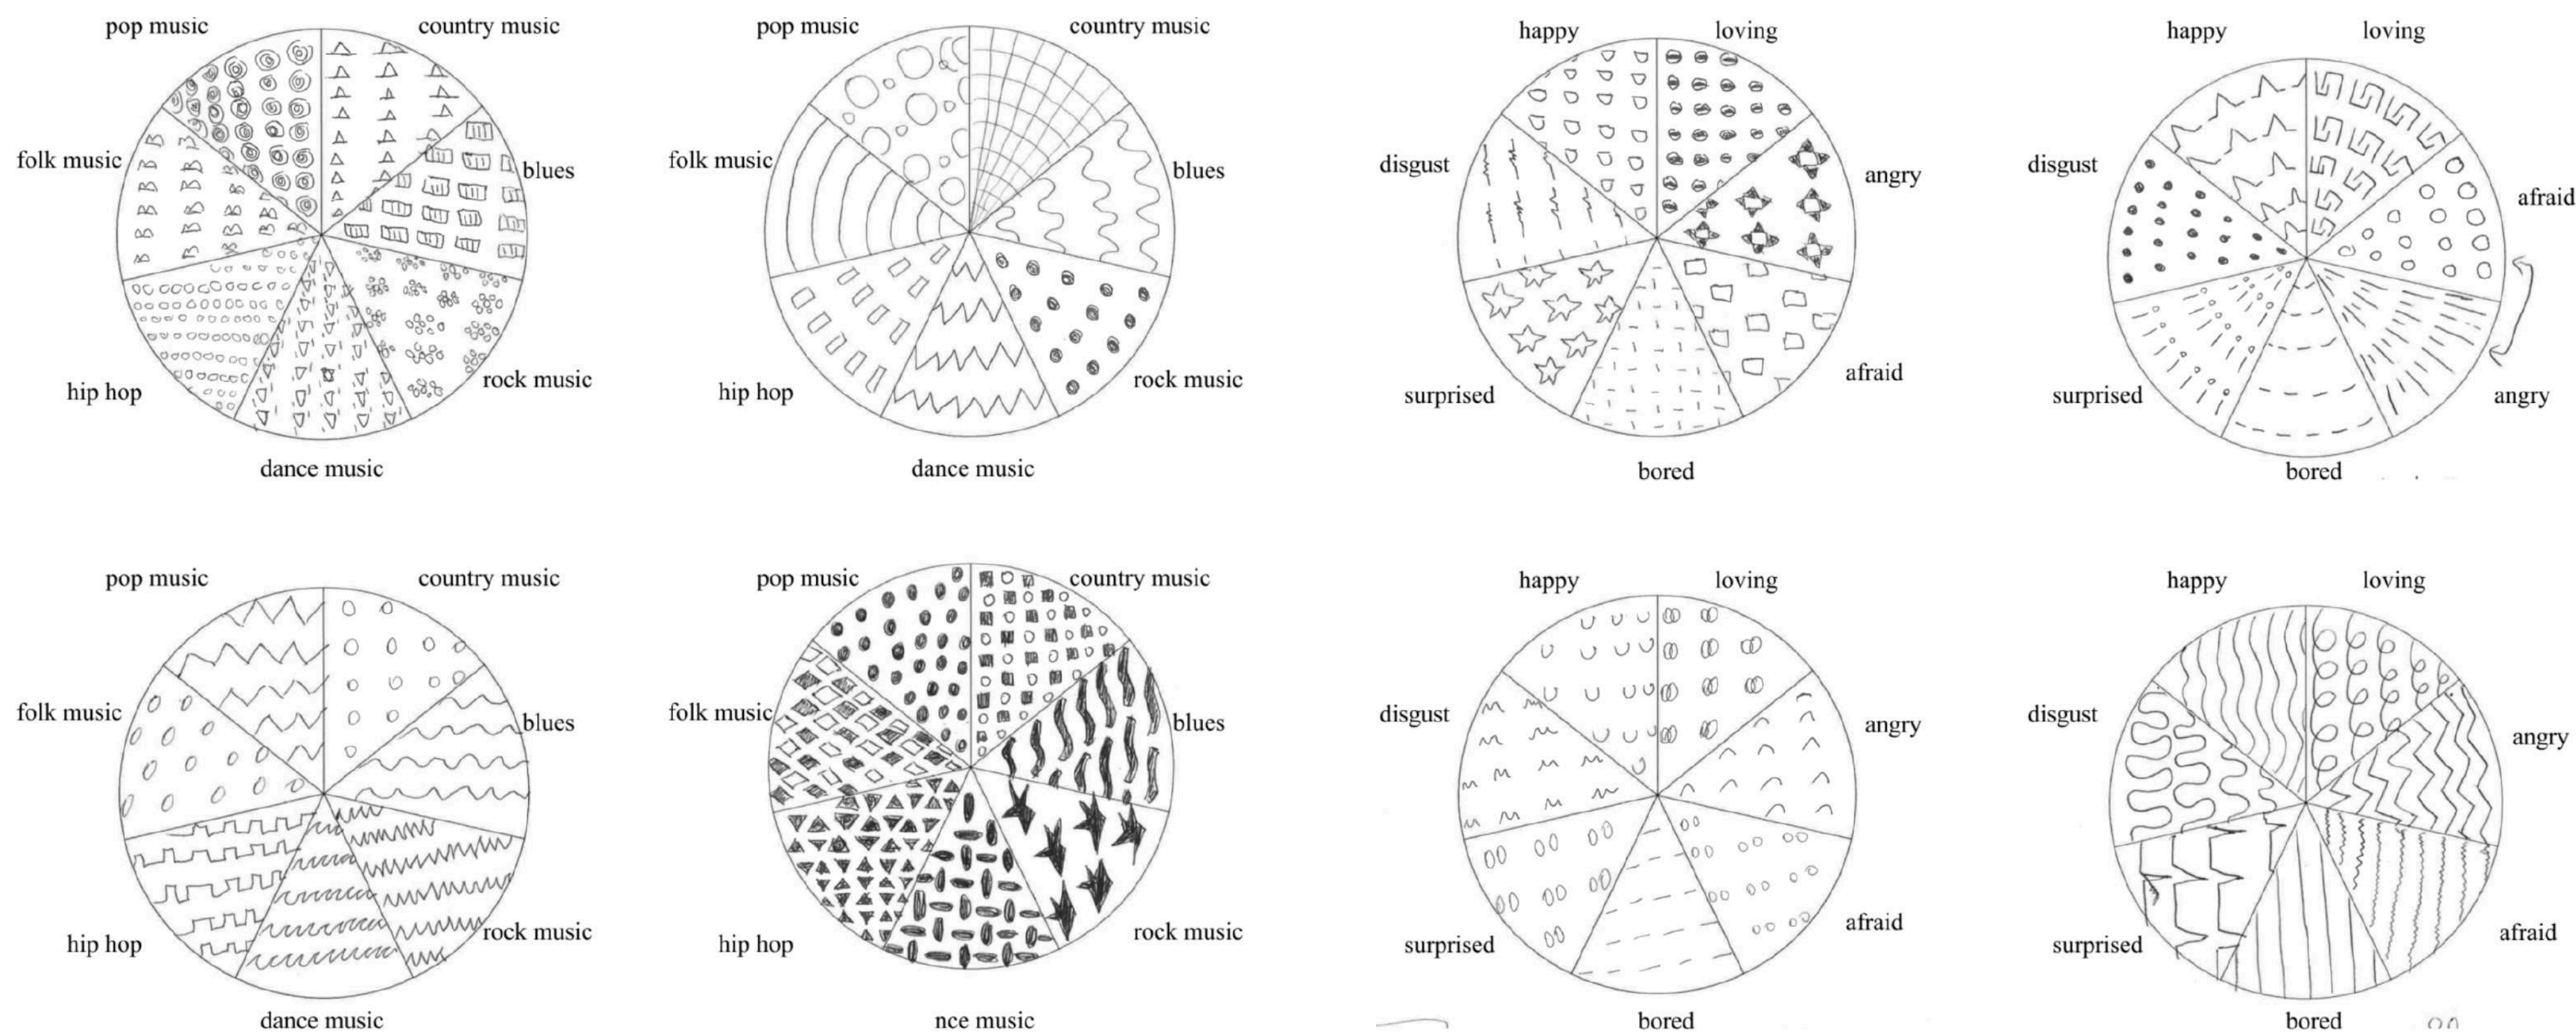 pop music
country music
folk music
blues
hip hop
rock music
dance music
pop music
country music
folk music
blues
hip hop
rock music
dance music
happy
loving
disgust
angry
surprised
afraid
bored
happy
loving
disgust
afraid
surprised
angry
bored
pop music
country music
folk music
blues
hip hop
rock music
dance music
pop music
country music
folk music
blues
hip hop
rock music
nce music
happy
loving
disgust
angry
surprised
afraid
bored
happy
loving
disgust
angry
surprised
afraid
bored